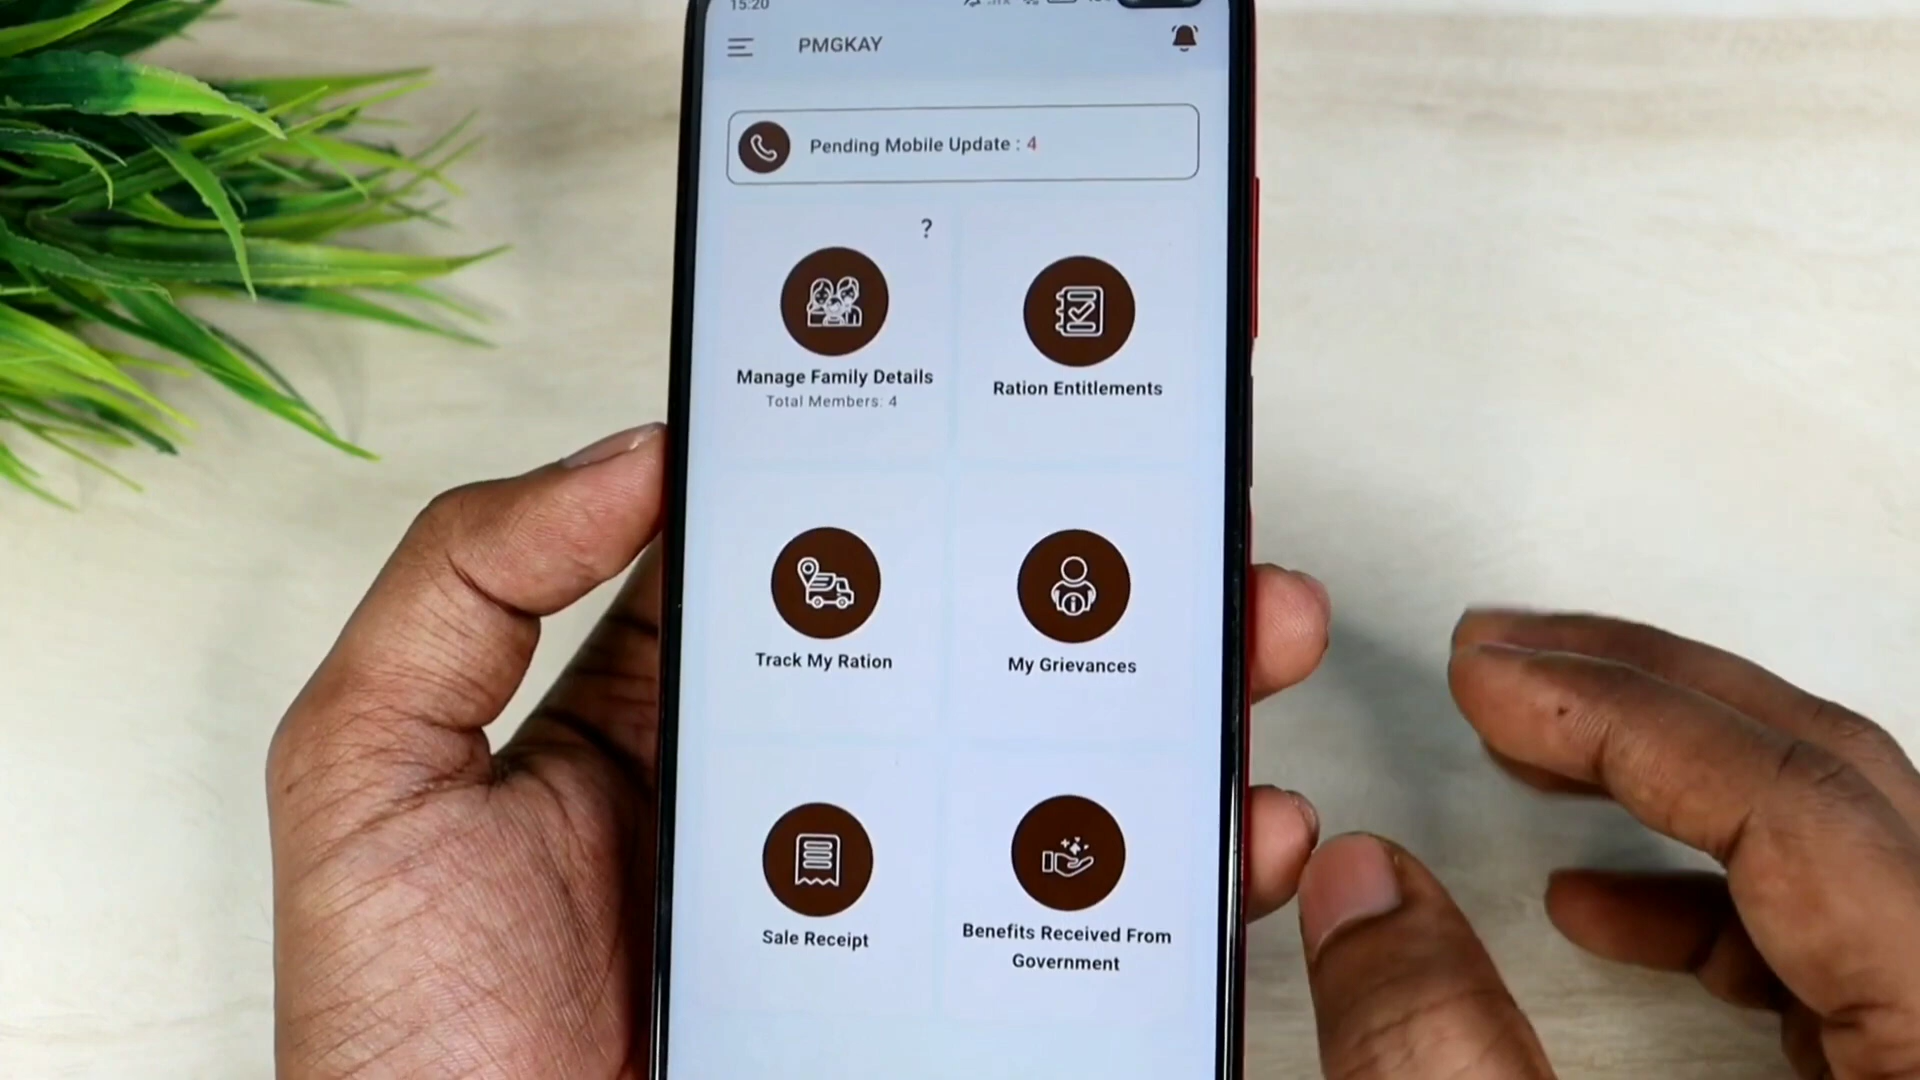 15:20
PMGKAY
Pending Mobile Update : 4
?
Manage Family Details
Total Members: 4
Ration Entitlements
Track My Ration
My Grievances
Sale Receipt
Benefits Received From
Government